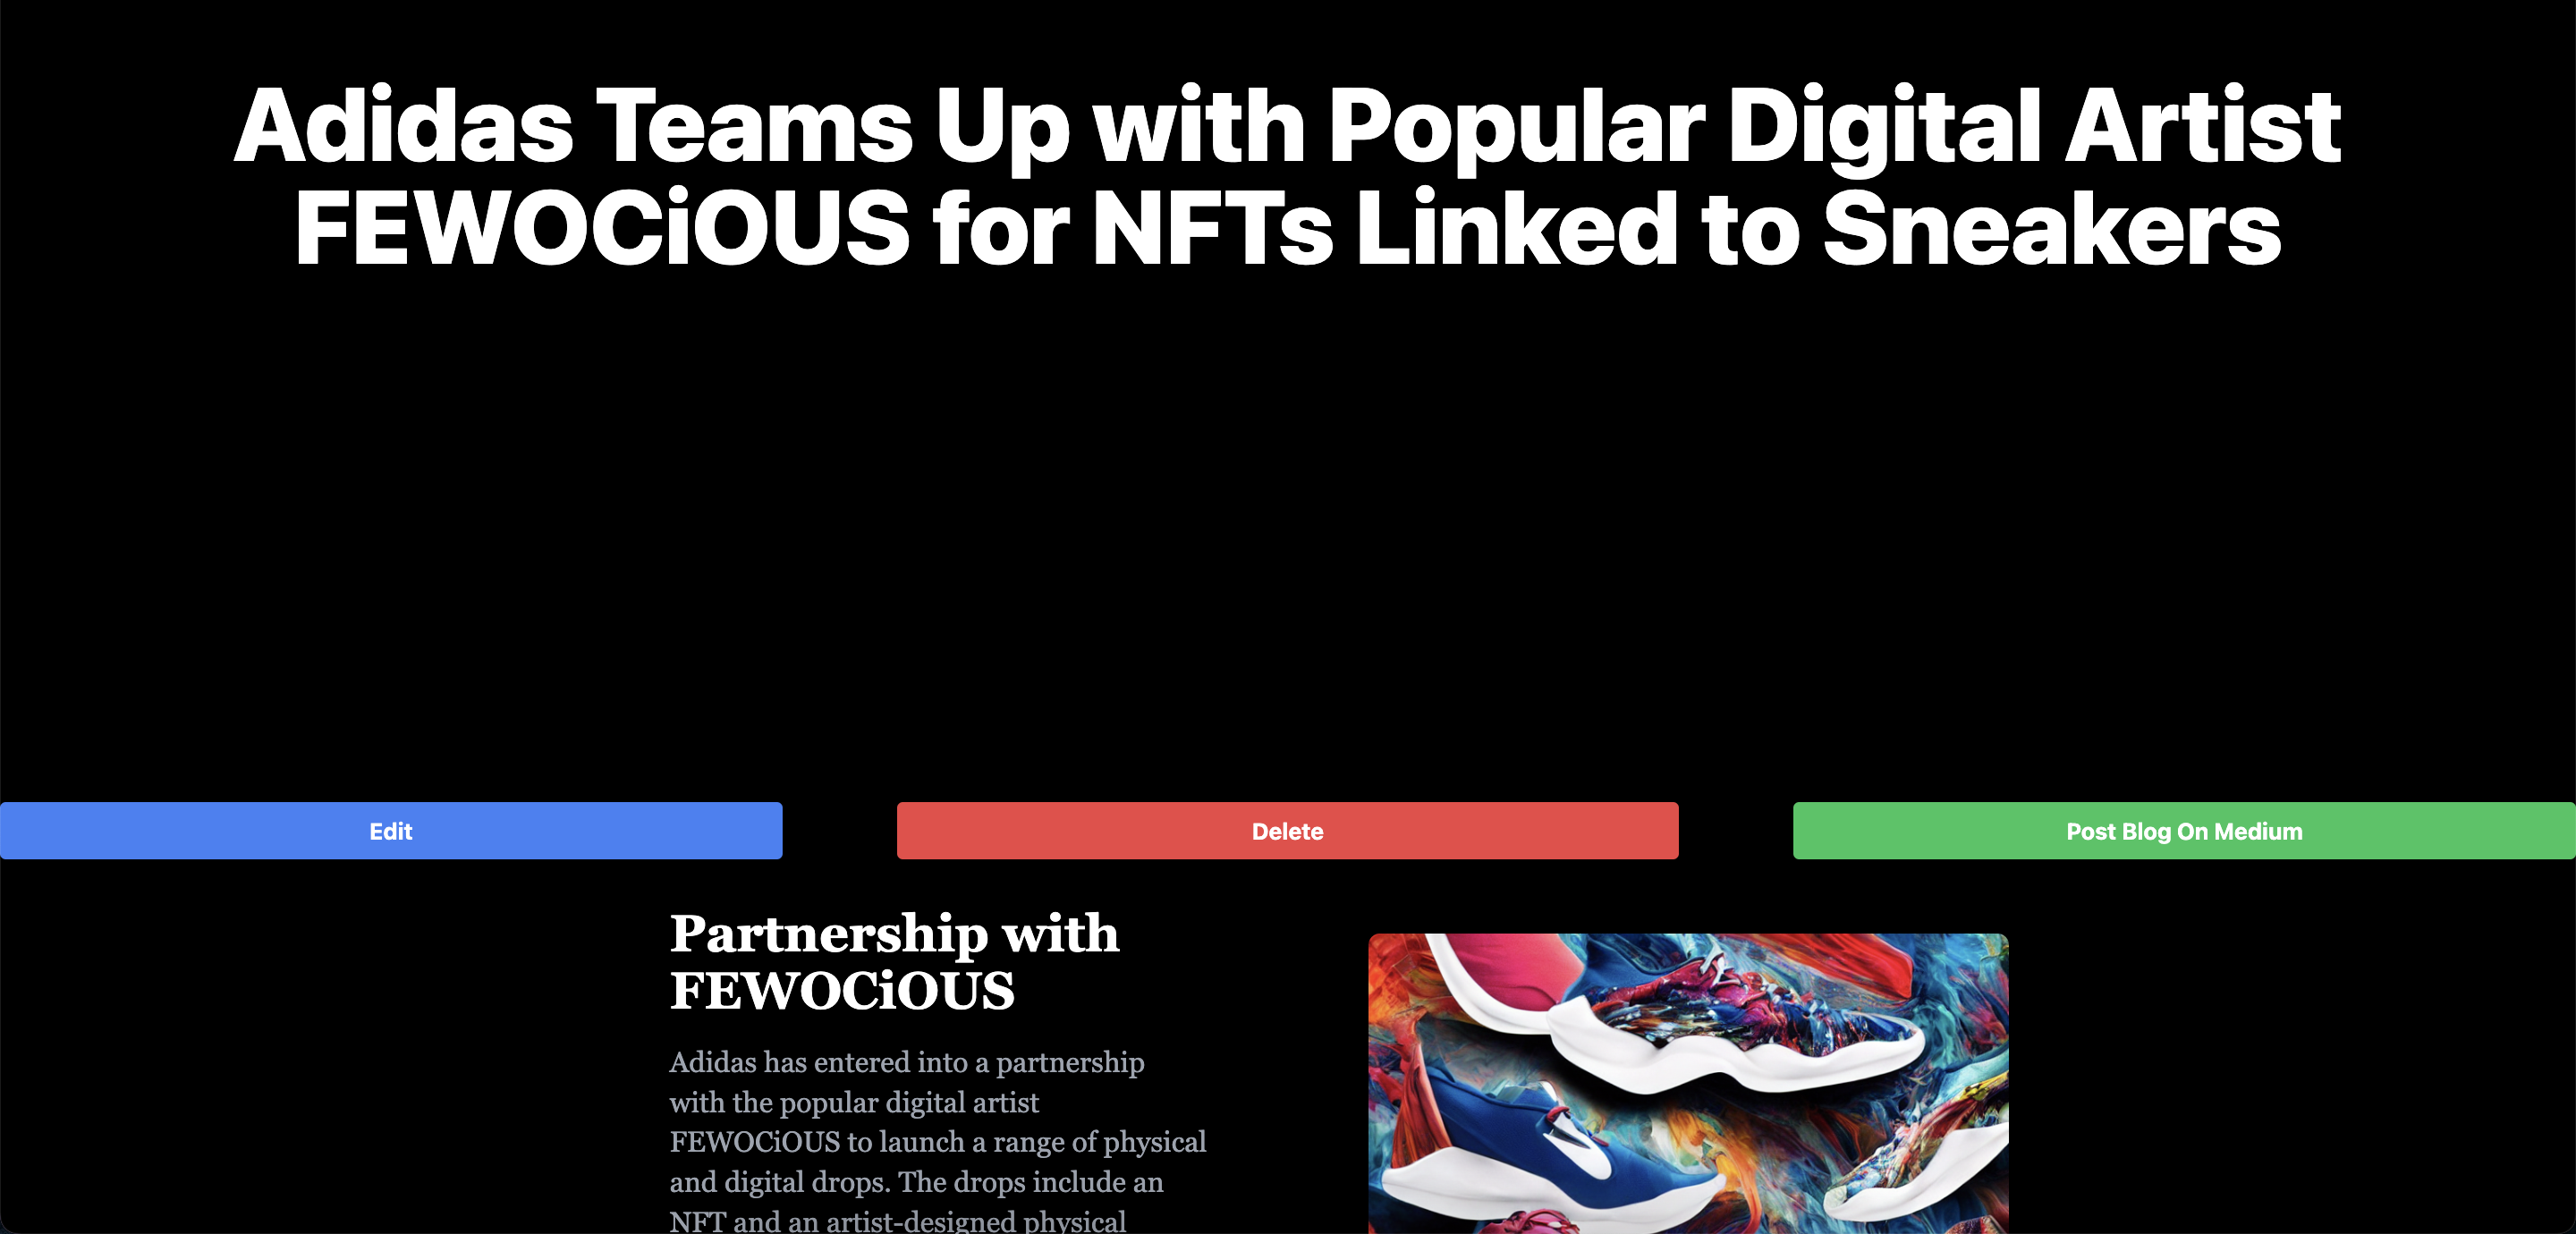 Adidas Teams Up with Popular Digital Artist
FEWOCiOUS for NFTs Linked to Sneakers
Edit
Delete
Post Blog On Medium
Partnership with
FEWOCiOUS
Adidas has entered into a partnership
with the popular digital artist
FEWOCiOUS to launch a range of physical
and digital drops. The drops include an
NFT and an artist-designed physical